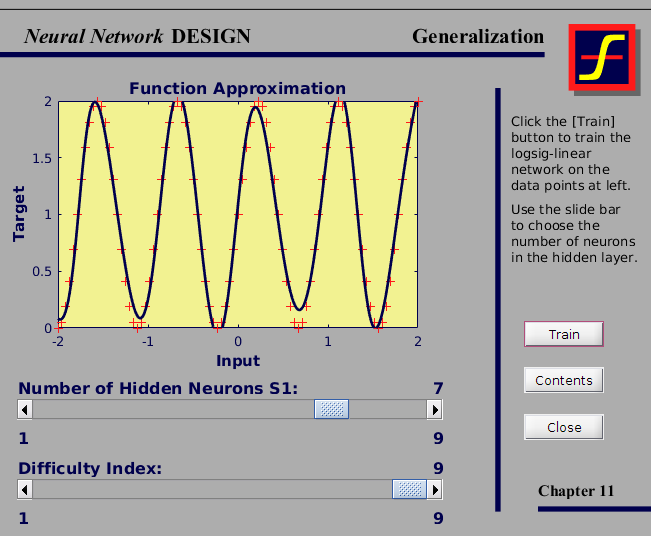 Neural Network DESIGN
Generalization
Function Approximation
2
1.5
1
0.5
0
Target
-2
-1
0
1
2
Input
Click the [Train]
button to train the
logsig-linear
network on the
data points at left.
Use the slide bar
to choose the
number of neurons
in the hidden layer.
Train
Contents
Close
Number of Hidden Neurons S1:
7
1
9
Difficulty Index:
9
1
9
Chapter 11